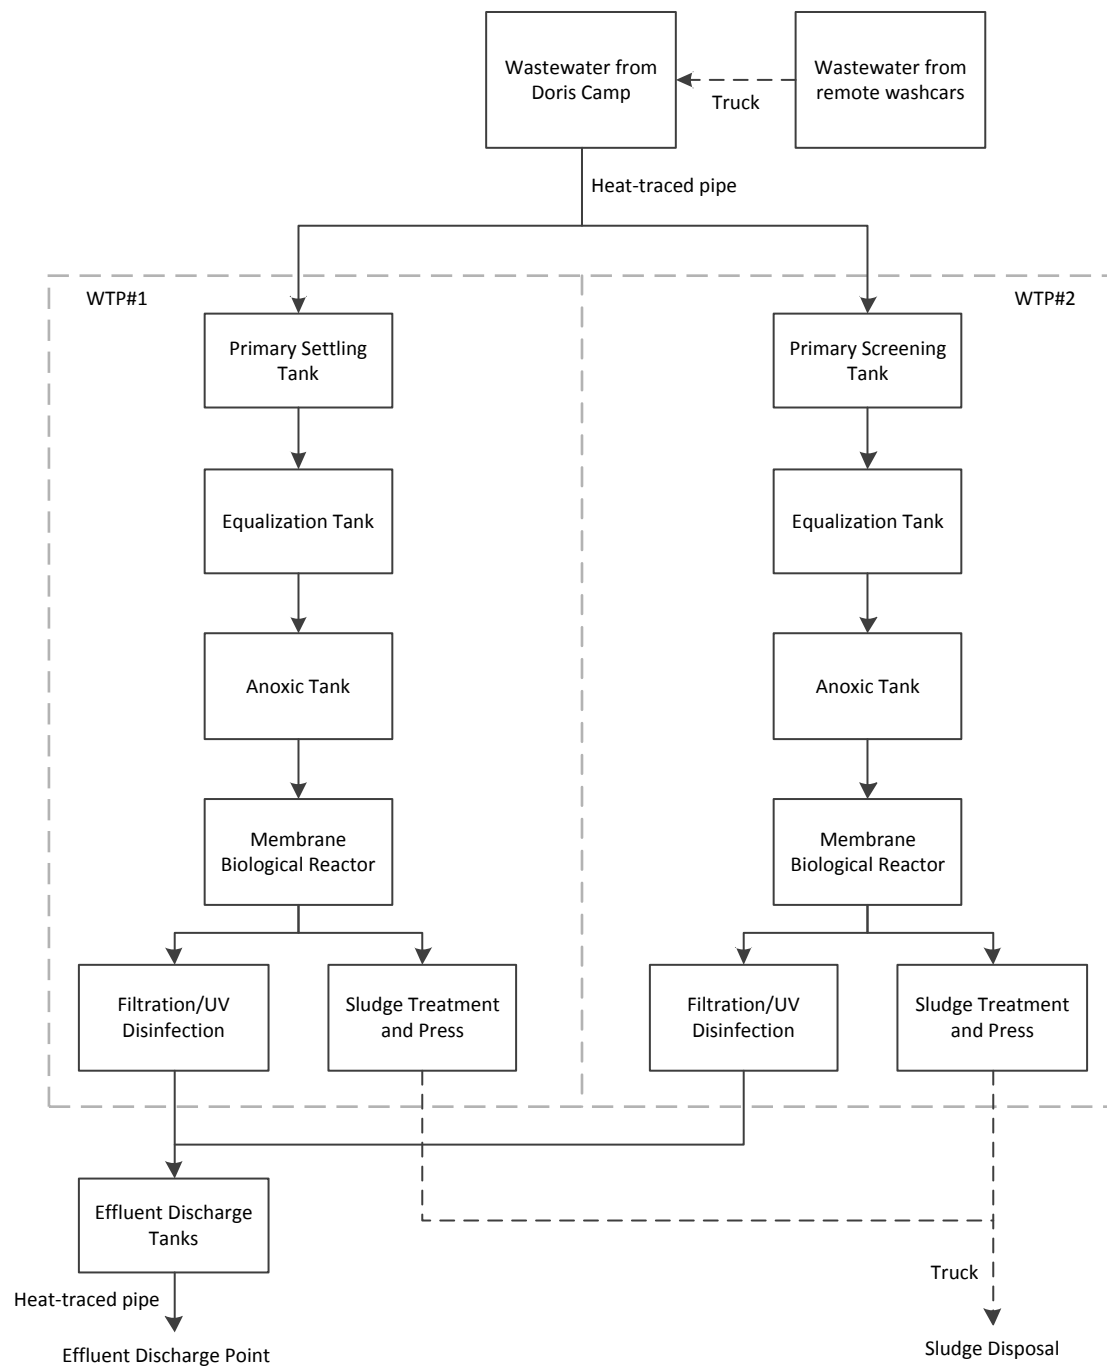 Wastewater from
Doris Camp
Truck
Wastewater from
remote washcars
Heat-traced pipe
WTP#1
WTP#2
Primary Settling
Tank
Primary Screening
Tank
Equalization Tank
Equalization Tank
Anoxic Tank
Anoxic Tank
Membrane
Biological Reactor
Membrane
Biological Reactor
Filtration/UV
Disinfection
Sludge Treatment
and Press
Filtration/UV
Disinfection
Sludge Treatment
and Press
Effluent Discharge
Tanks
Truck
Heat-traced pipe
Effluent Discharge Point
Sludge Disposal